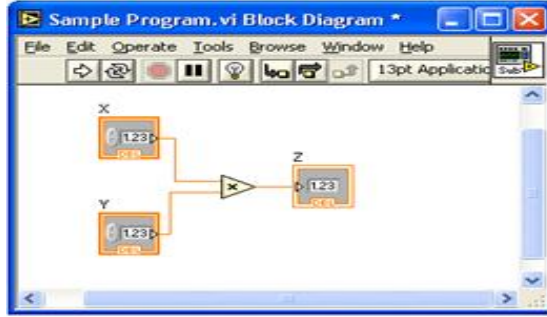 Sample Program.vi Block Diagram *
File Edit Operate Tools Browse Window Help
13pt Applicatic
X
1.23
DBL
Z
1.23
DBL
Y
1.23
DBL